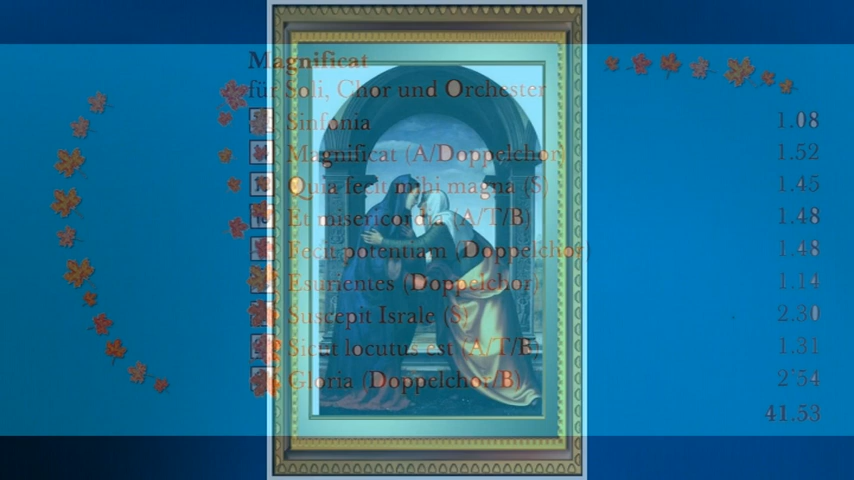 Magnificat
für Soli, Chor und Orchester
Sinfonia 1.08
Magnificat (A/Doppelchor) 1.52
Quia fecit mihi magna (S) 1.45
Et misericordia (A/T/B) 1.48
Fecit potentiam (Doppelchor) 1.48
Esurientes (Doppelchor) 1.14
Suscepit Israle (S) 2.30
Sicut locutus est (A/T/B) 1.31
Gloria (Doppelchor/B) 2'54
41.53